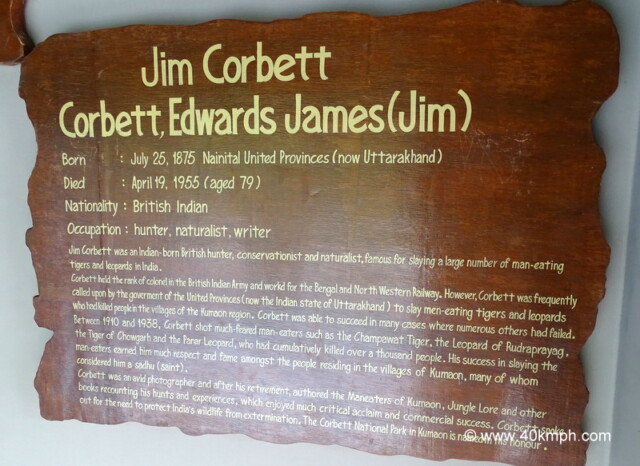 Jim Corbett
Corbett, Edwards James (Jim)
Born : July 25, 1875 Nainital United Provinces (now Uttarakhand)
Died : April 19, 1955 (aged 79)
Nationality : British Indian
Occupation : hunter, naturalist, writer
Jim Corbett was an Indian-born British hunter, conservationist and naturalist, famous for slaying a large number of man-eating
tigers and leopards in India.
Corbett held the rank of colonel in the British Indian Army and workd for the Bengal and North Western Railway. However, Corbett was frequently
called upon by the goverment of the United Provinces (now the Indian state of Uttarakhand) to slay men-eating tigers and leopards
who had killed people in the villages of the Kumaon region. Corbett was able to succeed in many cases where numerous others had failed.
Between 1910 and 1938, Corbett shot much-feared man-eaters such as the Champawat Tiger, the Leopard of Rudraprayag,
the Tiger of Chowgarh and the Panar Leopard, who had cumulatively killed over a thousand people. His success in slaying the
man-eaters earned him much respect and fame amongst the people residing in the villages of Kumaon, many of whom
considered him a sadhu (saint).
Corbett was an avid photographer and after his retirement, authored the Maneaters of Kumaon, Jungle Lore and other
books recounting his hunts and experiences, which enjoyed much critical acclaim and commercial success. Corbett spoke
out for the need to protect India's wildlife from extermination. The Corbett National Park in Kumaon is named in his honour.
© www.40kmph.com